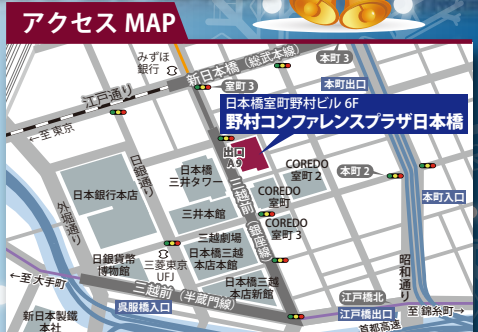 アクセス MAP
みずほ
銀行
新日本橋（総武本線）
本町 3
室町 3
本町出口
江戸通り
日本橋室町野村ビル 6F
野村コンファレンスプラザ日本橋
←至 東京
出口
A9
日銀通り
日本橋
三井タワー
COREDO
室町 2
本町 2
日本銀行本店
三越前（銀座線）
COREDO
室町
本町入口
外堀通り
三井本館
COREDO
室町 3
三越劇場
日本橋三越
本店本館
日銀貨幣
博物館
三菱東京
UFJ
昭和通り
←至 大手町
三越前（半蔵門線）
日本橋三越
本店新館
呉服橋入口
江戸橋北
江戸橋出口
至 錦糸町→
新日本製鐵
本社
首都高速